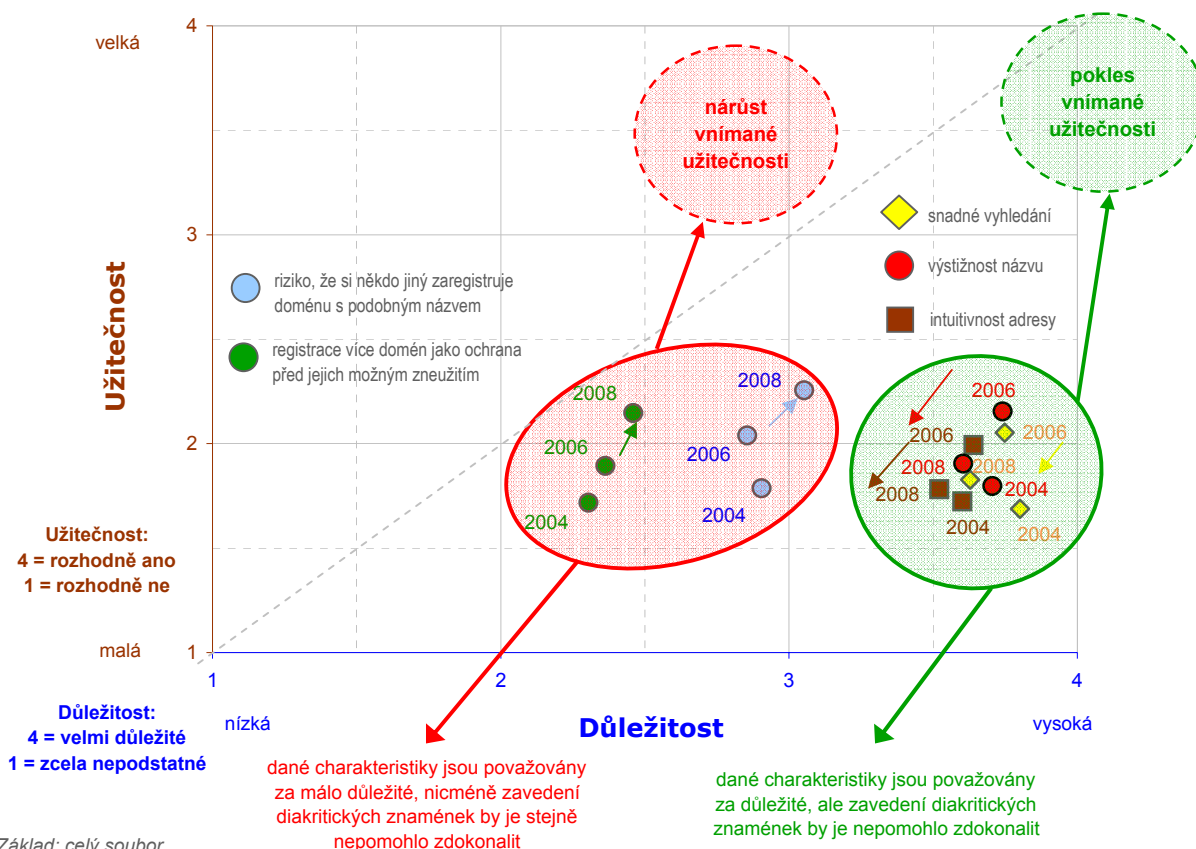 4
velká
nárůst
vnímané
užitečnosti
pokles
vnímané
užitečnosti
snadné vyhledání
3
výstižnost názvu
riziko, že si někdo jiný zaregistruje
doménu s podobným názvem
intuitivnost adresy
registrace více domén jako ochrana
před jejich možným zneužitím
Užitečnost
2008
2008
2006
2
2006
2006
2006
2006
2008
2008
2008
2004
2004
2004
2004
2004
Užitečnost:
4 = rozhodně ano
1 = rozhodně ne
malá
1
1
2
3
4
Důležitost:
4 = velmi důležité
1 = zcela nepodstatné
nízká
Důležitost
vysoká
dané charakteristiky jsou považovány
za málo důležité, nicméně zavedení
diakritických znamének by je stejně
nepomohlo zdokonalit
dané charakteristiky jsou považovány
za důležité, ale zavedení diakritických
znamének by je nepomohlo zdokonalit
Základ: celý soubor